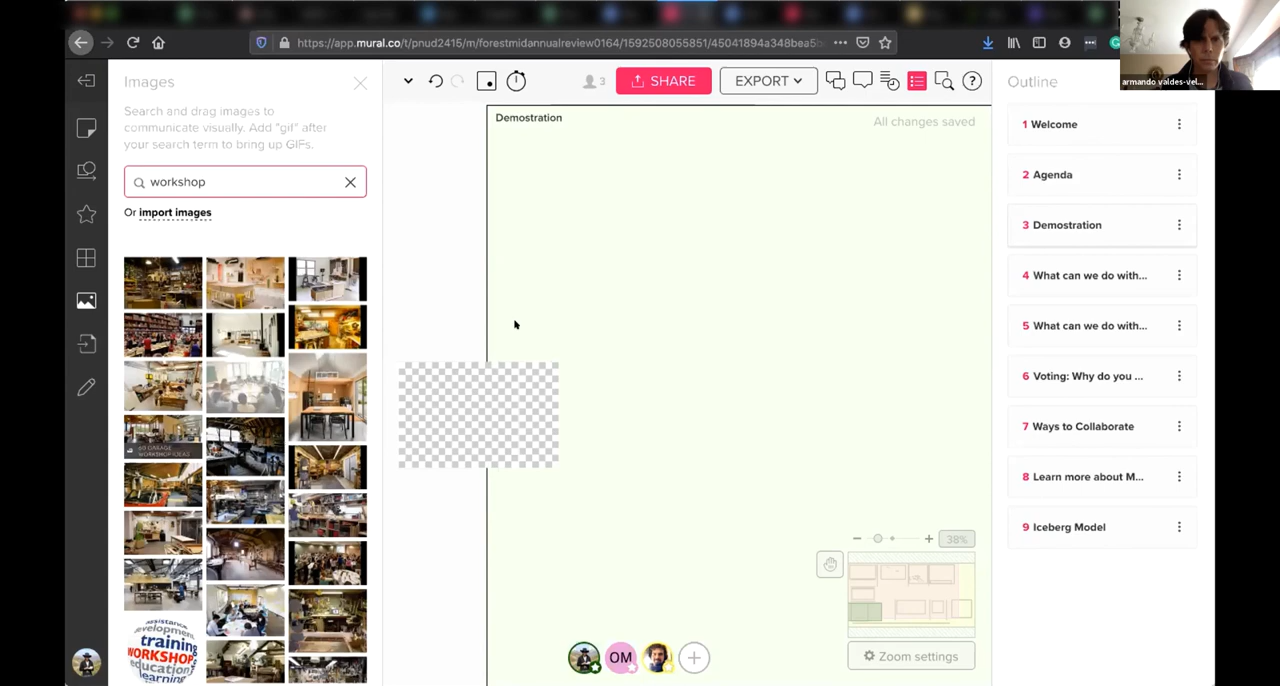 https://app.mural.co/t/pnud2415/m/forestmidannualreview0164/1592508055851/45041894a348bea5
armando valdes-vel...
Images
Search and drag images to
communicate visually. Add "gif" after
your search term to bring up GIFs.
workshop
Or import images
assistance
development
training
WORKSHOP
education
learning
3
SHARE
EXPORT
Demostration
All changes saved
38%
Zoom settings
OM
Outline
1 Welcome
2 Agenda
3 Demostration
4 What can we do with...
5 What can we do with...
6 Voting: Why do you ...
7 Ways to Collaborate
8 Learn more about M...
9 Iceberg Model